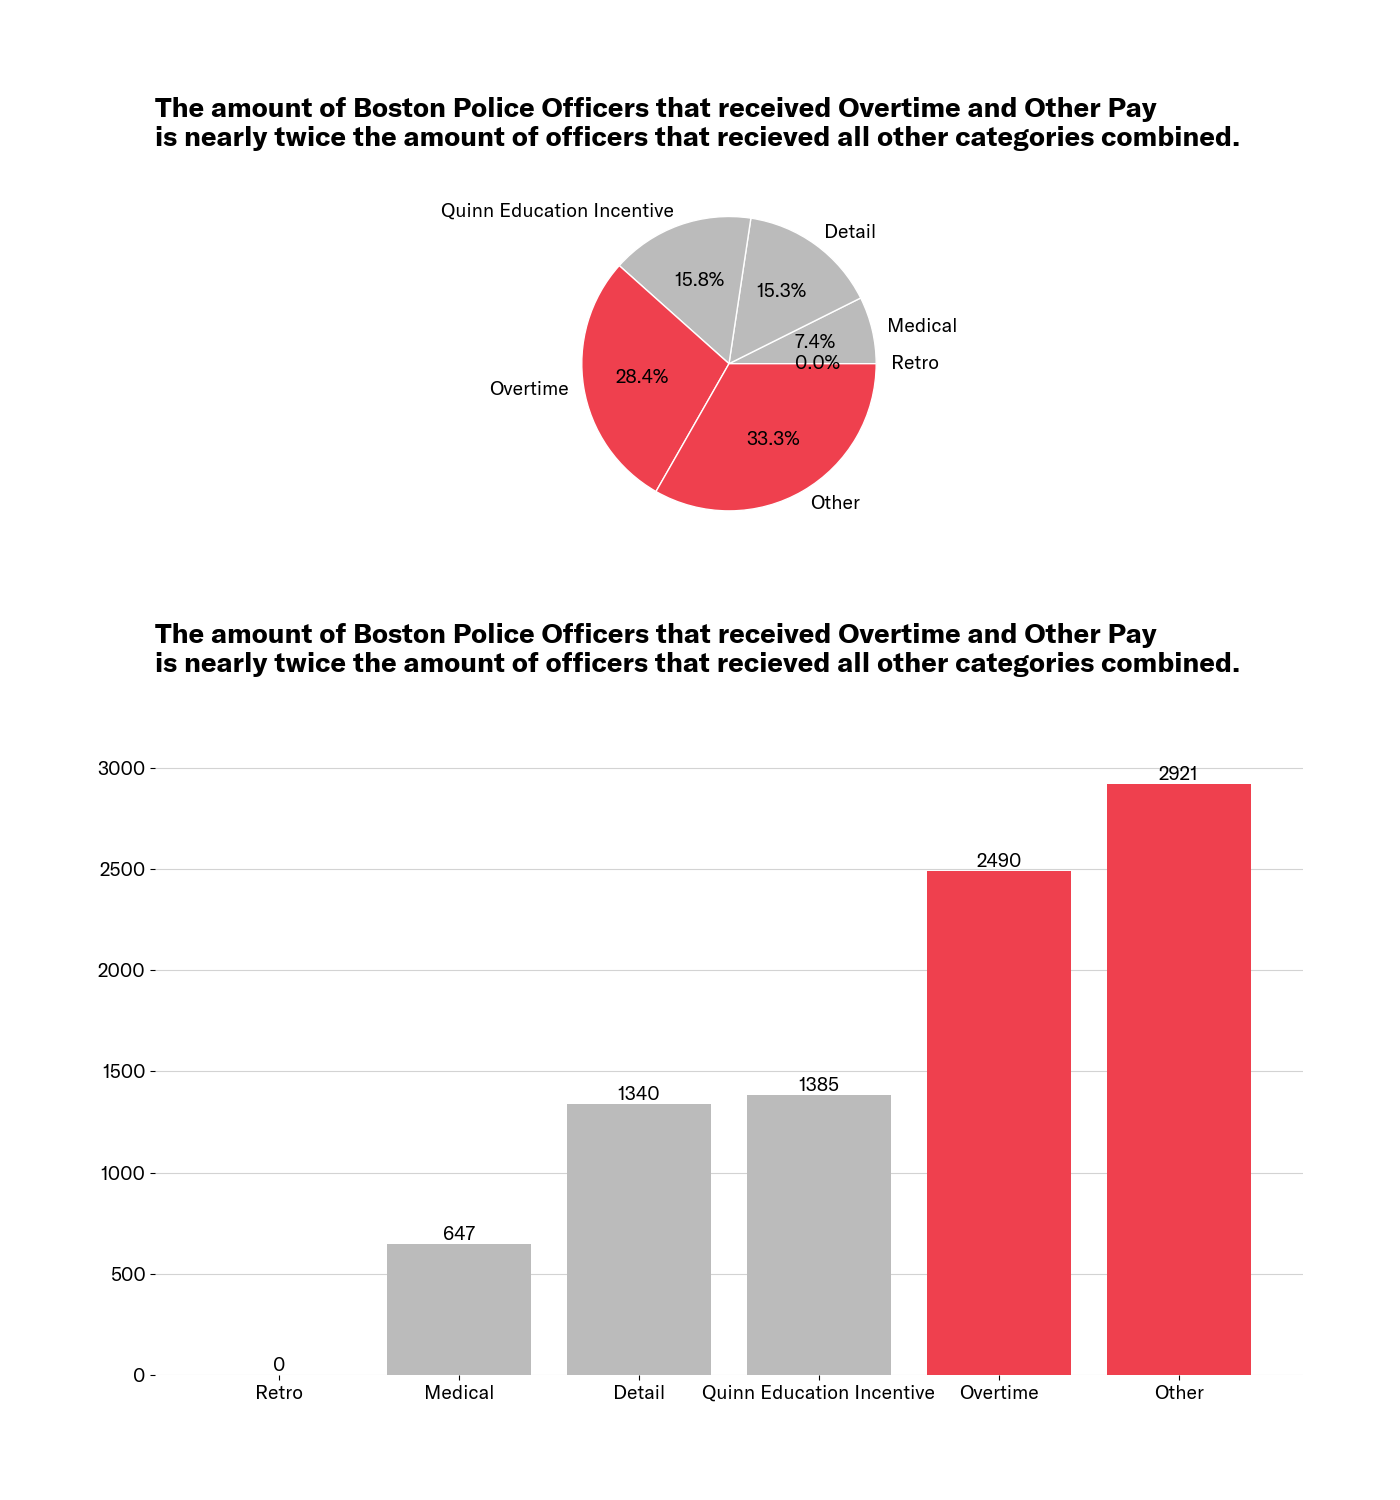 The amount of Boston Police Officers that received Overtime and Other Pay
is nearly twice the amount of officers that recieved all other categories combined.
Quinn Education Incentive
Detail
15.8%
15.3%
Medical
7.4%
0.0%
Retro
28.4%
Overtime
33.3%
Other
The amount of Boston Police Officers that received Overtime and Other Pay
is nearly twice the amount of officers that recieved all other categories combined.
3000
2921
2500
2490
2000
1500
1340
1385
1000
647
500
0
0
Retro
Medical
Detail
Quinn Education Incentive
Overtime
Other